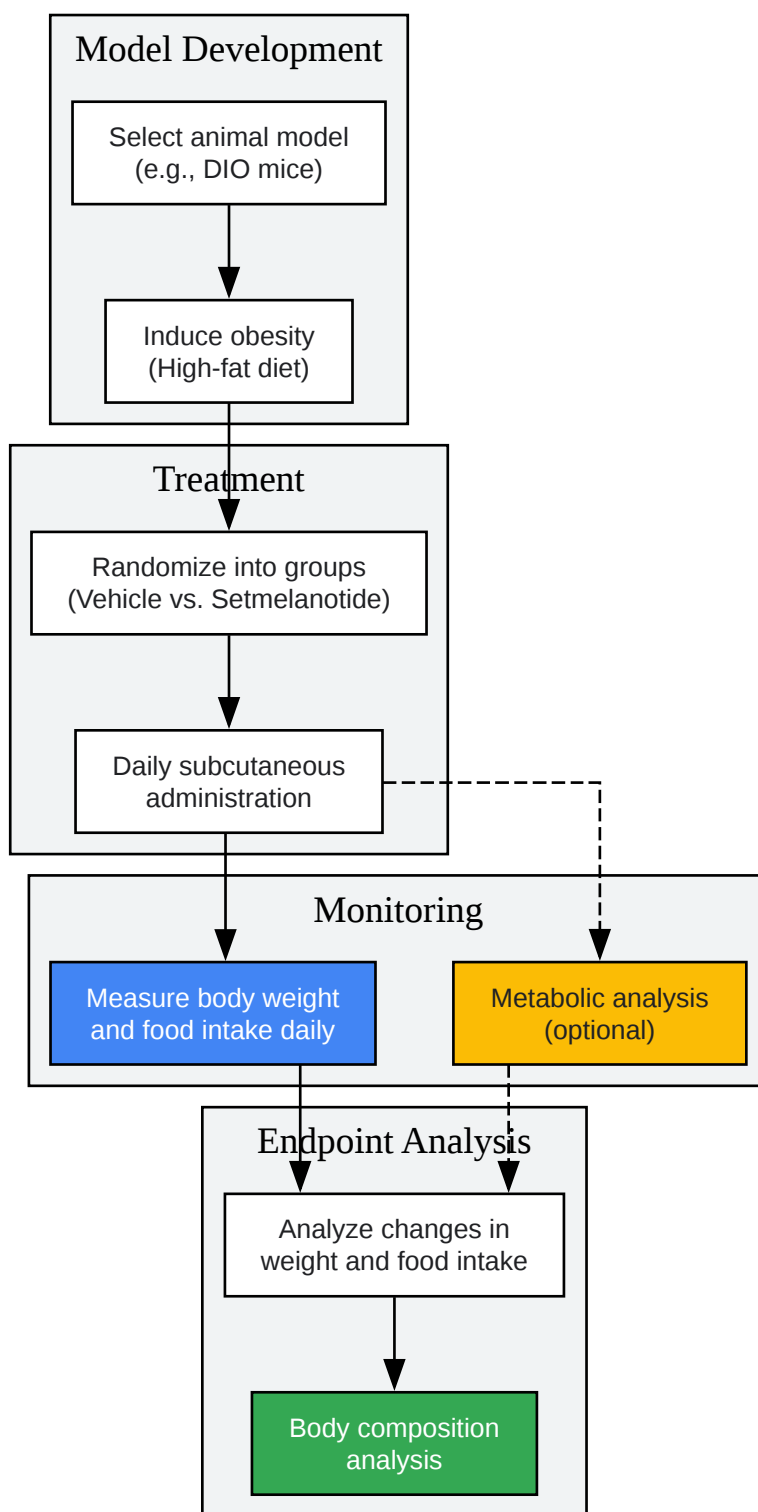 Model Development
Select animal model
(e.g., DIO mice)
Induce obesity
(High-fat diet)
Treatment
Randomize into groups
(Vehicle vs. Setmelanotide)
Daily subcutaneous
administration
Monitoring
Measure body weight
and food intake daily
Metabolic analysis
(optional)
Endpoint Analysis
Analyze changes in
weight and food intake
Body composition
analysis